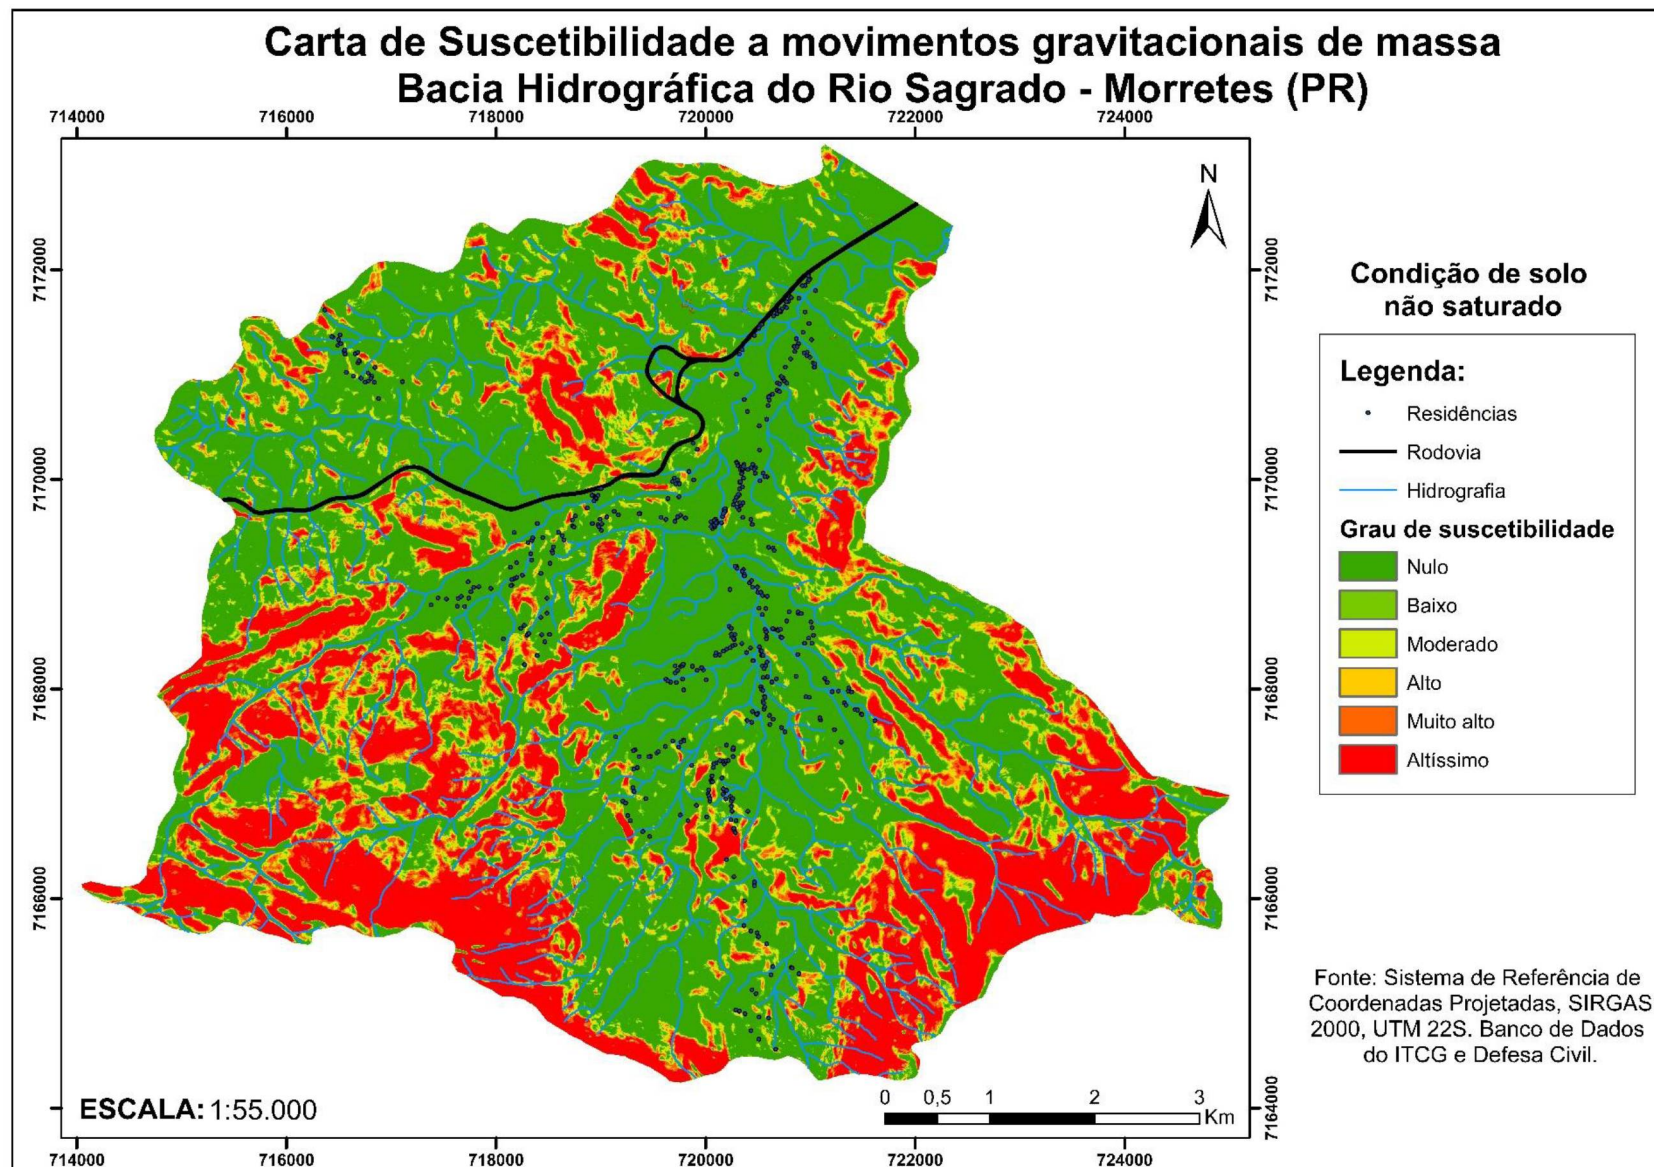 Carta de Suscetibilidade a movimentos gravitacionais de massa
Bacia Hidrográfica do Rio Sagrado - Morretes (PR)
714000 716000 718000 720000 722000 724000
N
7172000 7172000
7170000 7170000
7168000 7168000
7166000 7166000
7164000
Condição de solo
não saturado
Legenda:
Residências
Rodovia
Hidrografia
Grau de suscetibilidade
Nulo
Baixo
Moderado
Alto
Muito alto
Altíssimo
Fonte: Sistema de Referência de
Coordenadas Projetadas, SIRGAS
2000, UTM 22S. Banco de Dados
do ITCG e Defesa Civil.
ESCALA: 1:55.000
0 0,5 1 2 3
Km
714000 716000 718000 720000 722000 724000